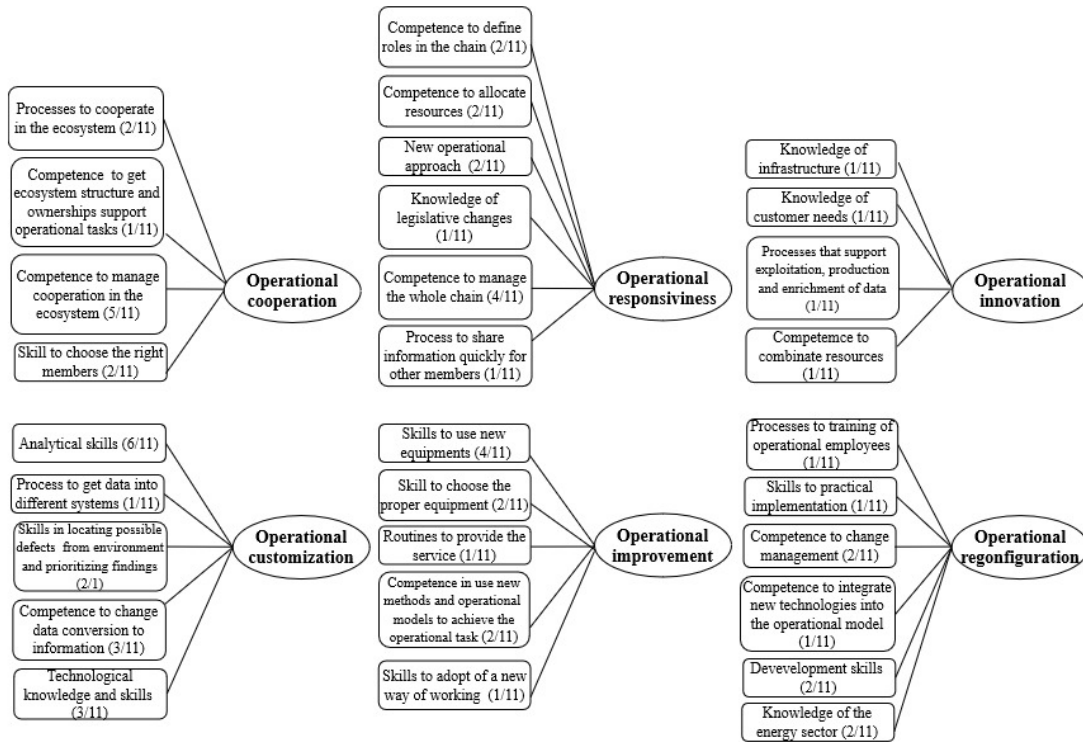 Processes to cooperate
in the ecosystem (2/11)
Competence to get
ecosystem structure and
ownerships support
operational tasks
(1/11)
Competence to manage
cooperation in the
ecosystem (5/11)
Skill to choose the right
members (2/11)
Operational
cooperation
Competence to define
roles in the chain (2/11)
Competence to allocate
resources (2/11)
New operational
approach (2/11)
Knowledge of
legislative changes
(1/11)
Competence to manage
the whole chain (4/11)
Process to share
information quickly for
other members (1/11)
Operational
responsiviness
Knowledge of
infrastructure (1/11)
Knowledge of
customer needs (1/11)
Processes that support
exploitation, production
and enrichment of data
(1/11)
Competemce to
combinate resources
(1/11)
Operational
innovation
Analytical skills (6/11)
Process to get data into
different systems (1/11)
Skills in locating possible
defects from environment
and prioritizing findings
(2/1)
Competence to change
data conversion to
information (3/11)
Technological
knowledge and skills
(3/11)
Operational
customization
Skills to use new
equipments (4/11)
Skill to choose the
proper equipment (2/11)
Routines to provide the
service (1/11)
Competence in use new
methods and operational
models to achieve the
operational task (2/11)
Skills to adopt of a new
way of working (1/11)
Operational
improvement
Processes to training of
operational employees
(1/11)
Skills to practical
implementation (1/11)
Competence to change
management (2/11)
Competence to integrate
new technologies into
the operational model
(1/11)
Devevelopment skills
(2/11)
Knowledge of the
energy sector (2/11)
Operational
regonfiguration